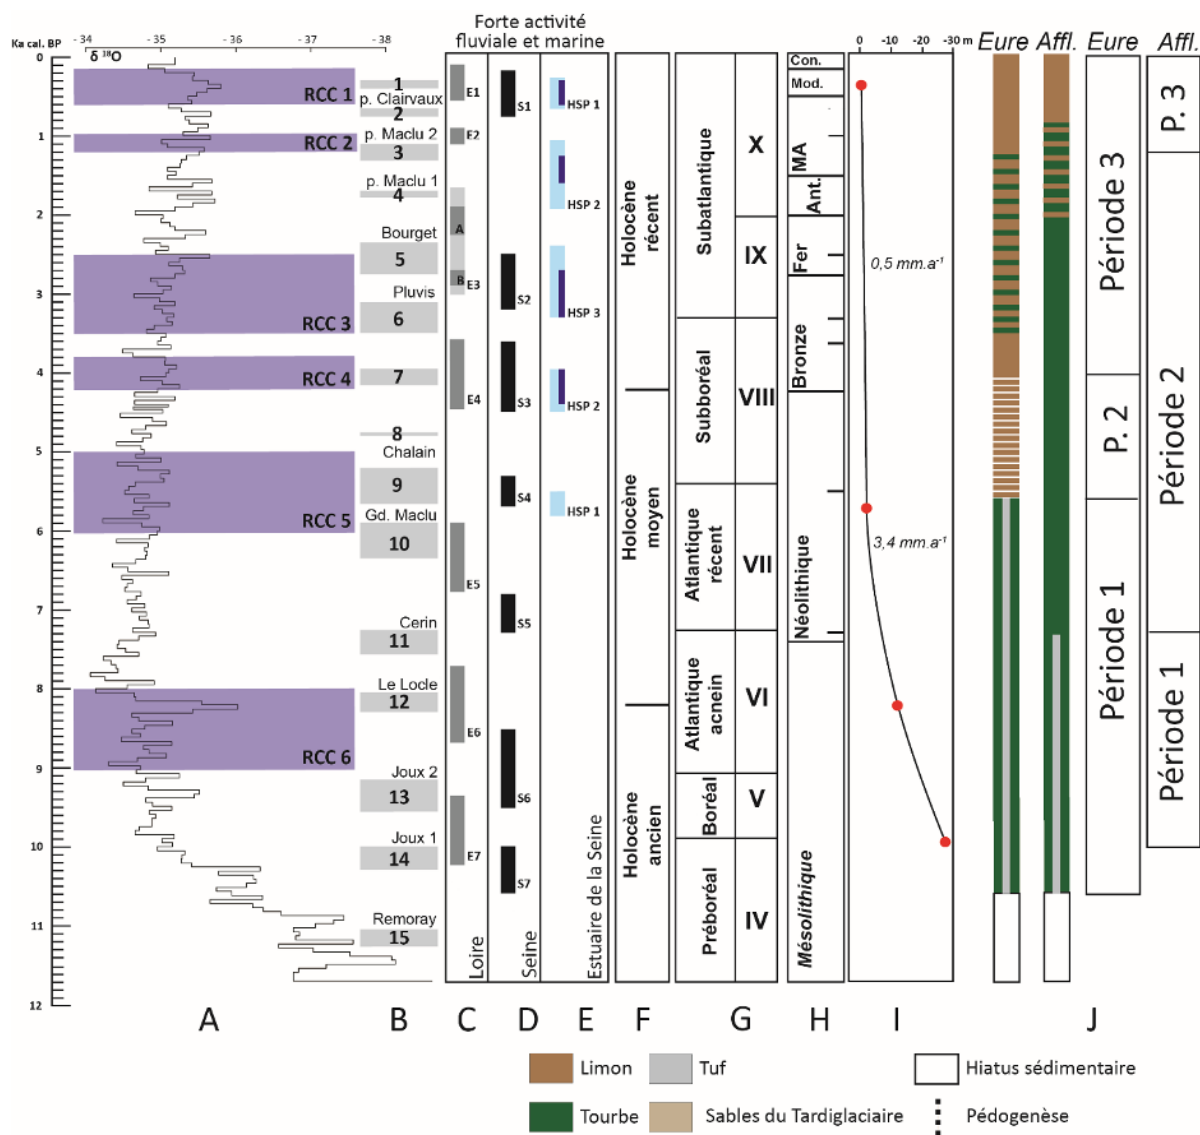 Forte activité
fluviale et marine
Ka cal. BP
- 34
-35
-36
-37
-38
δ 18O
0
1
2
3
4
5
6
7
8
9
10
11
12
RCC 1
RCC 2
RCC 3
RCC 4
RCC 5
RCC 6
1
p. Clairvaux
2
p. Maclu 2
3
p. Maclu 1
4
Bourget
5
Pluvis
6
7
8
Chalain
9
Gd. Maclu
10
Cerin
11
Le Locle
12
Joux 2
13
Joux 1
14
Remoray
15
E1
E2
A
B
E3
E4
E5
E6
E7
Loire
S1
S2
S3
S4
S5
S6
S7
Seine
HSP 1
HSP 2
HSP 3
HSP 2
HSP 1
Estuaire de la Seine
Holocène
récent
Holocène
moyen
Holocène
ancien
Subatlantique
Subboréal
Atlantique
récent
Atlantique
acnein
Boréal
Préboréal
X
IX
VIII
VII
VI
V
IV
Con.
Mod.
MA
Ant.
Fer
Bronze
Néolithique
Mésolithique
-0
-10
-20
-30 m
0,5 mm.a-1
3,4 mm.a-1
Eure
Affl.
Eure
Affl.
Période 3
P. 2
Période 1
P. 3
Période 2
Période 1
A
B
C
D
E
F
G
H
I
J
Limon
Tuf
Hiatus sédimentaire
Tourbe
Sables du Tardiglaciaire
Pédogenèse